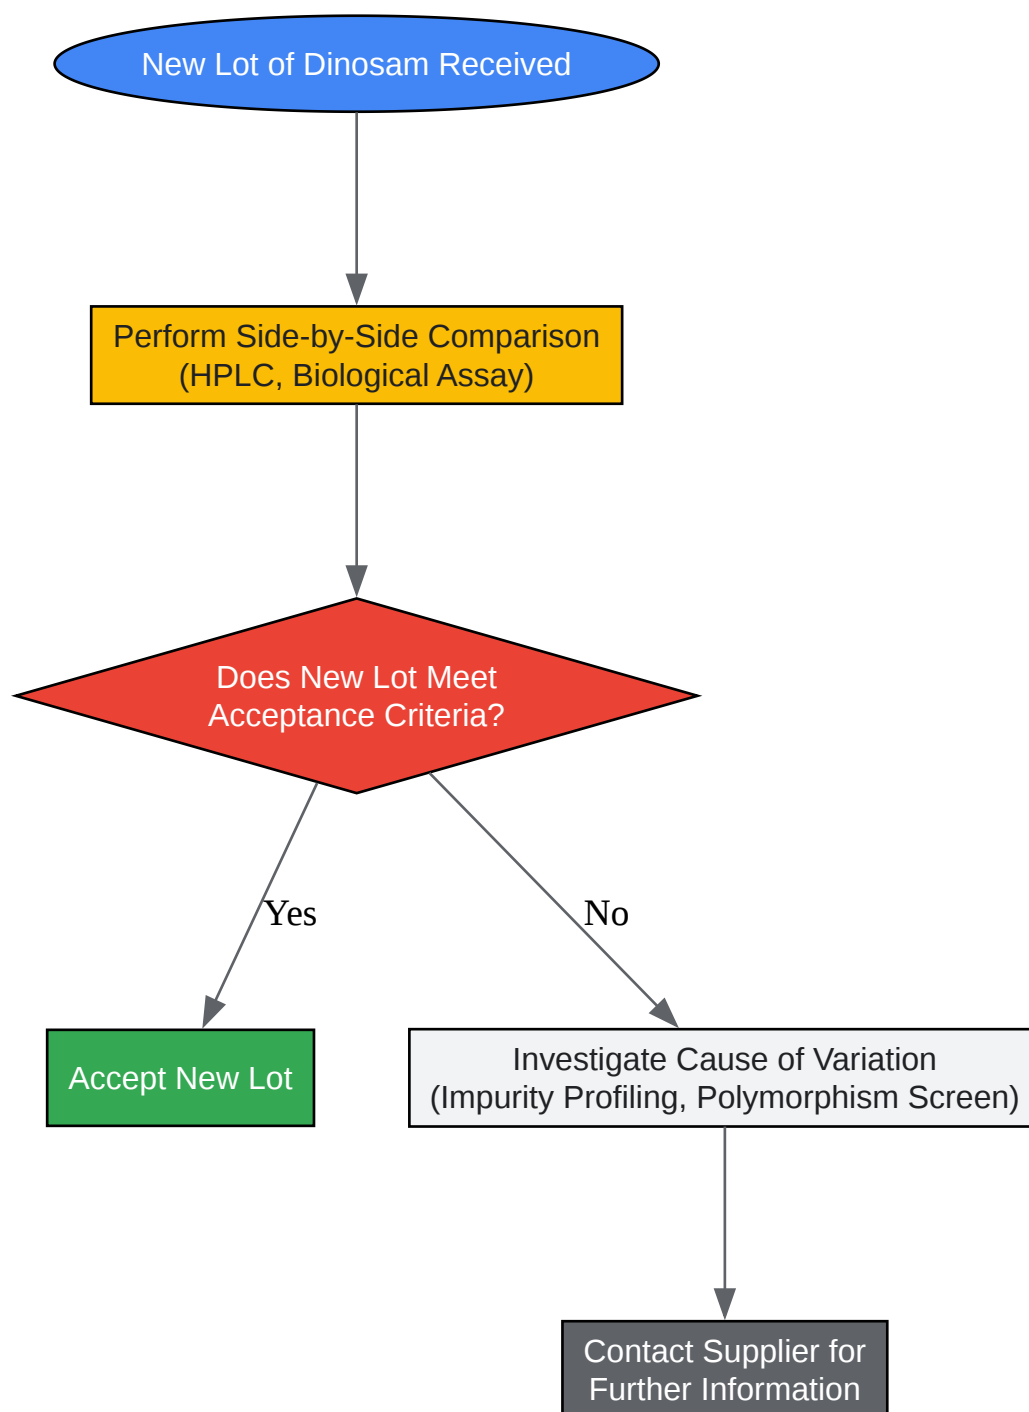 New Lot of Dinosam Received
Perform Side-by-Side Comparison
(HPLC, Biological Assay)
Does New Lot Meet
Acceptance Criteria?
Yes
No
Accept New Lot
Investigate Cause of Variation
(Impurity Profiling, Polymorphism Screen)
Contact Supplier for
Further Information